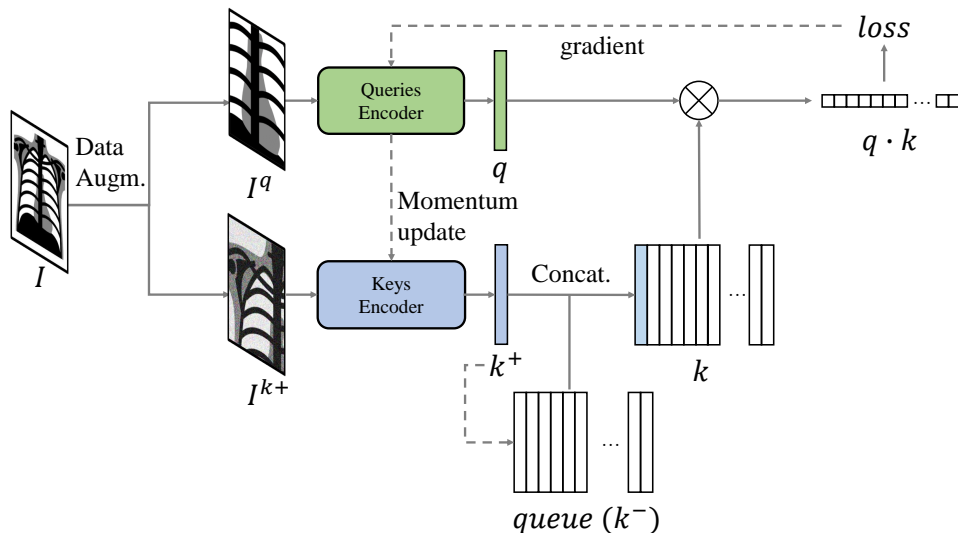 loss
gradient
Queries
Encoder
Data
Augm.
q
q · k
I^q
Momentum
update
I
Keys
Encoder
Concat.
...
k^+
k
I^{k+}
...
queue (k^-)
...